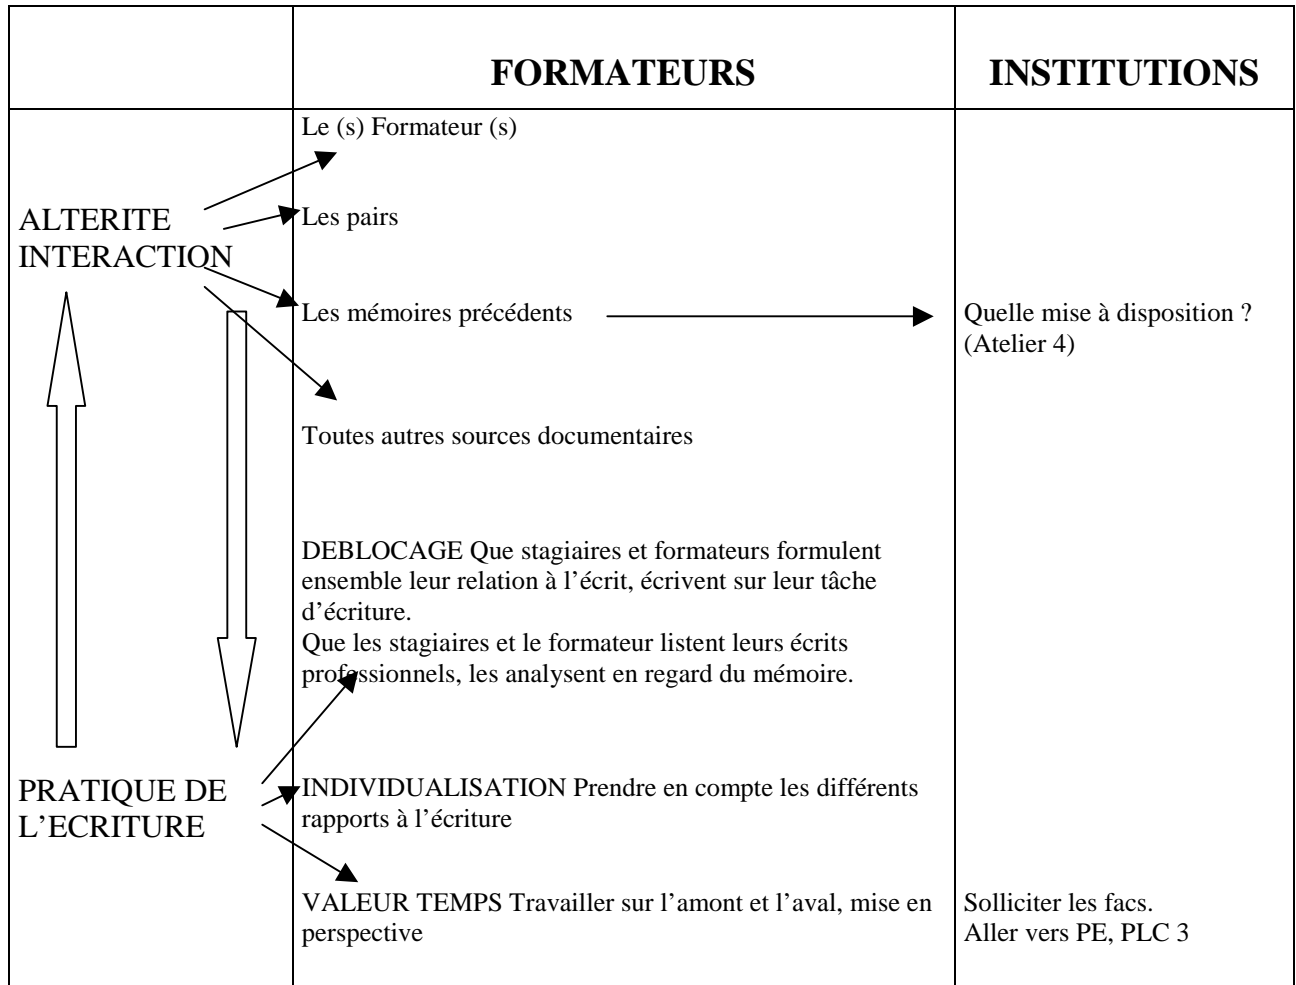 FORMATEURS
INSTITUTIONS
Le (s) Formateur (s)
ALTERITE
INTERACTION
Les pairs
Les mémoires précédents
Quelle mise à disposition ?
(Atelier 4)
Toutes autres sources documentaires
DEBLOCAGE Que stagiaires et formateurs formulent
ensemble leur relation à l’écrit, écrivent sur leur tâche
d’écriture.
Que les stagiaires et le formateur listent leurs écrits
professionnels, les analysent en regard du mémoire.
PRATIQUE DE
L’ECRITURE
INDIVIDUALISATION Prendre en compte les différents
rapports à l’écriture
VALEUR TEMPS Travailler sur l’amont et l’aval, mise en
perspective
Solliciter les facs.
Aller vers PE, PLC 3